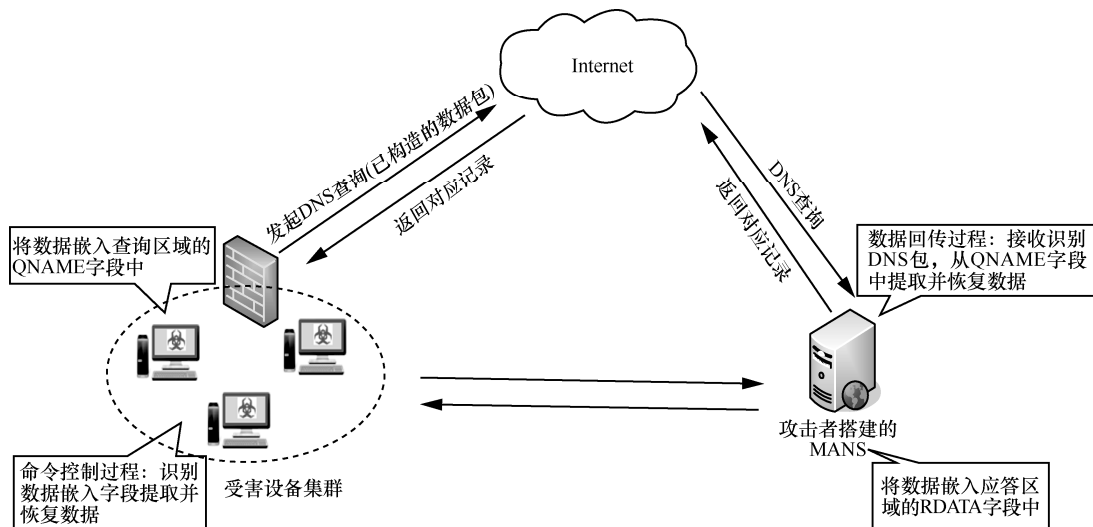 Internet
发起DNS查询(已构造的数据包)
返回对应记录
DNS查询
返回对应记录
将数据嵌入查询区域的
QNAME字段中
数据回传过程：接收识别
DNS包，从QNAME字段
中提取并恢复数据
攻击者搭建的
MANS
命令控制过程：识别
数据嵌入字段提取并
恢复数据
受害设备集群
将数据嵌入应答区
域的RDATA字段中